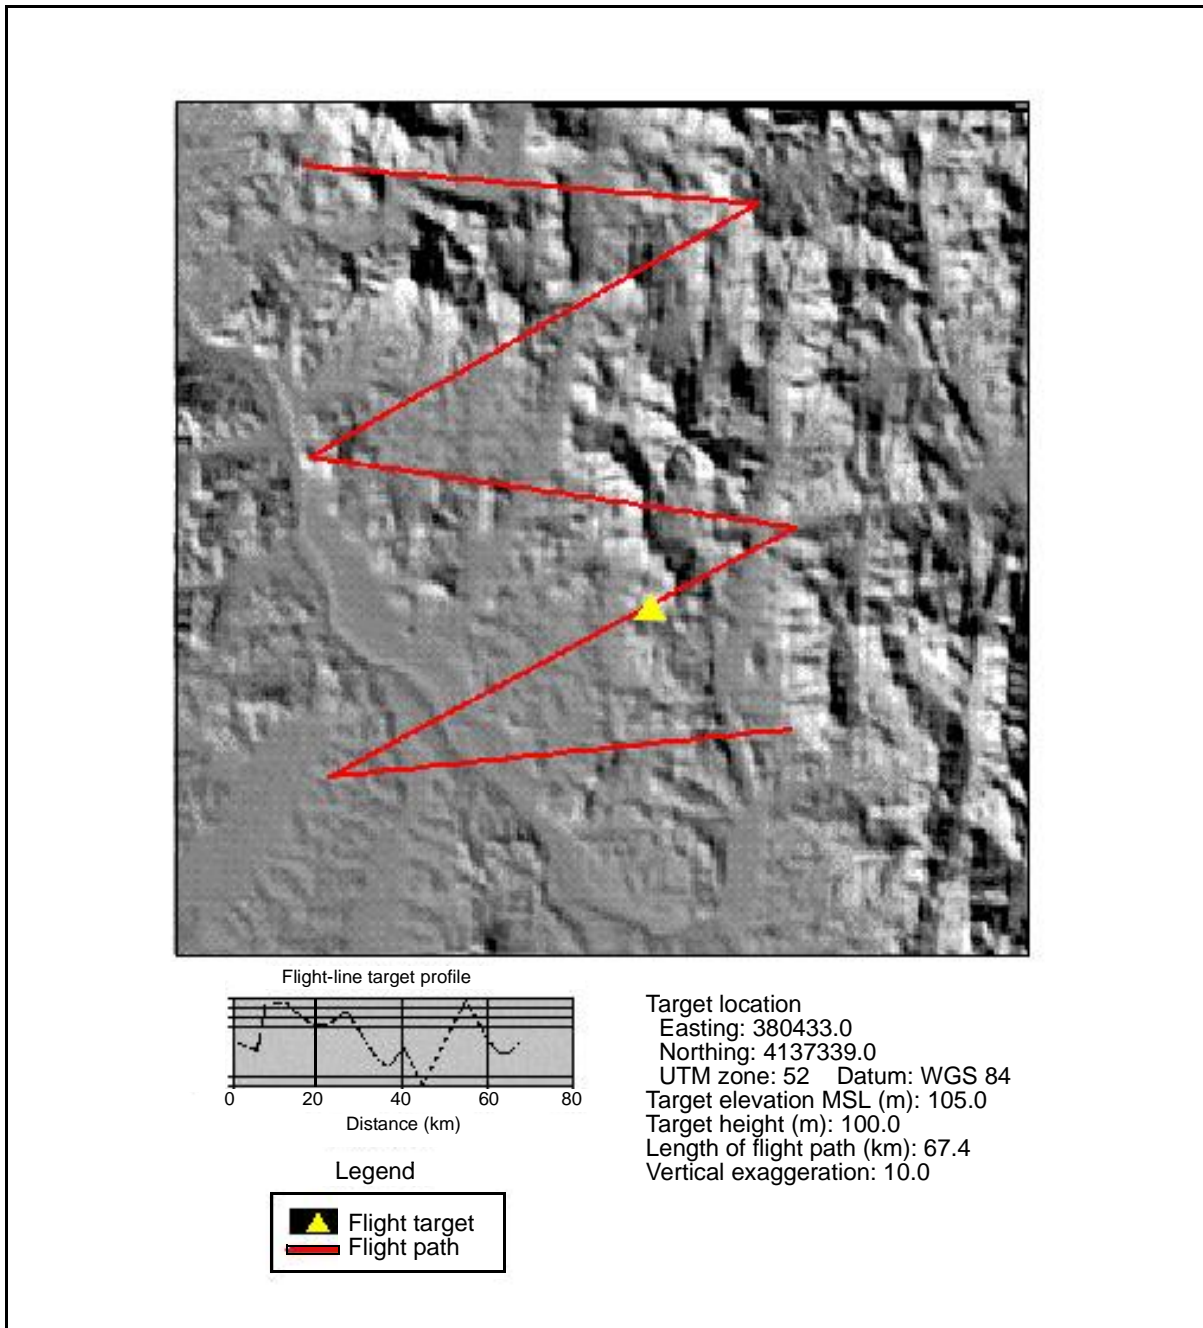 Flight-line target profile
0 20 40 60 80
Distance (km)
Legend
Flight target
Flight path
Target location
Easting: 380433.0
Northing: 4137339.0
UTM zone: 52 Datum: WGS 84
Target elevation MSL (m): 105.0
Target height (m): 100.0
Length of flight path (km): 67.4
Vertical exaggeration: 10.0